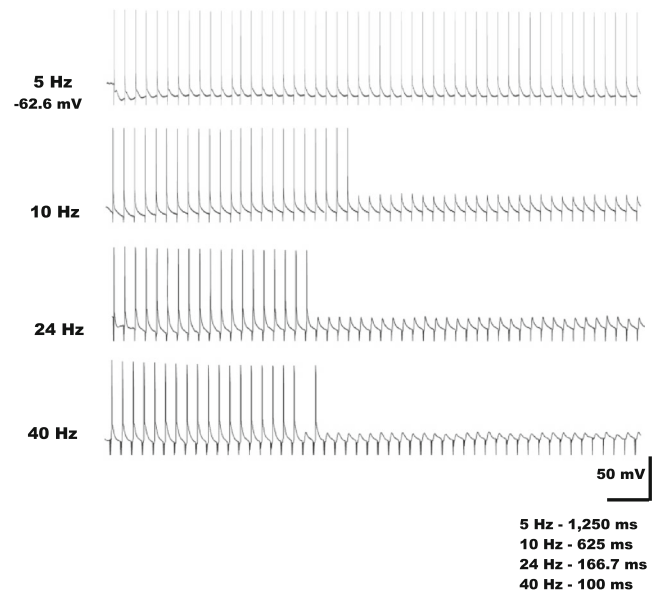 5 Hz
-62.6 mV
10 Hz
24 Hz
40 Hz
50 mV
5 Hz - 1,250 ms
10 Hz - 625 ms
24 Hz - 166.7 ms
40 Hz - 100 ms